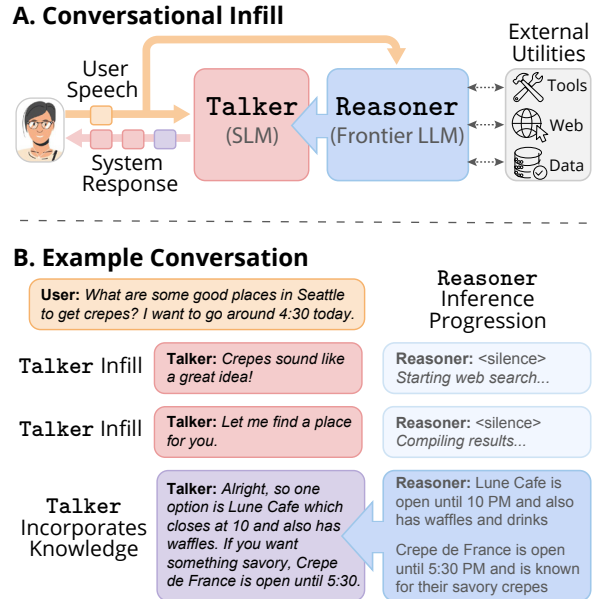 A. Conversational Infill
External
Utilities
User
Speech
Talker
(SLM)
Reasoner
(Frontier LLM)
Tools
Web
Data
System
Response
B. Example Conversation
User: What are some good places in Seattle
to get crepes? I want to go around 4:30 today.
Reasoner
Inference
Progression
Talker Infill
Talker: Crepes sound like
a great idea!
Reasoner: <silence>
Starting web search...
Talker Infill
Talker: Let me find a place
for you.
Reasoner: <silence>
Compiling results...
Talker
Incorporates
Knowledge
Talker: Alright, so one
option is Lune Cafe which
closes at 10 and also has
waffles. If you want
something savory, Crepe
de France is open until 5:30.
Reasoner: Lune Cafe is
open until 10 PM and also
has waffles and drinks
Crepe de France is open
until 5:30 PM and is known
for their savory crepes